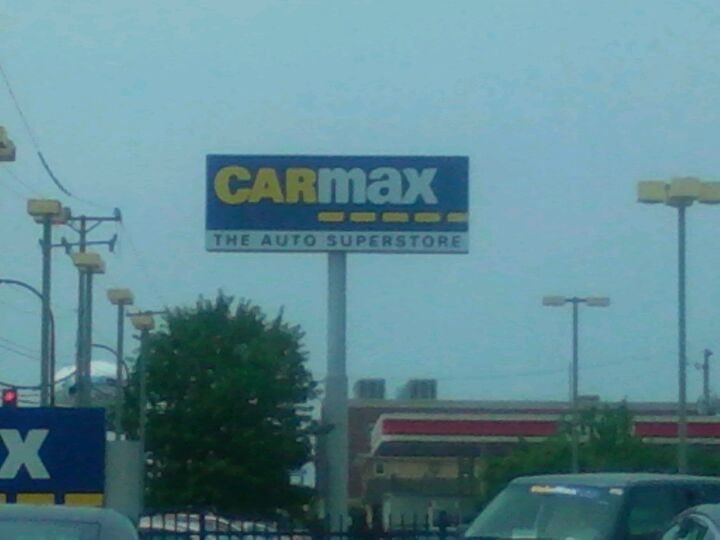 CARmax
THE AUTO SUPERSTORE
X